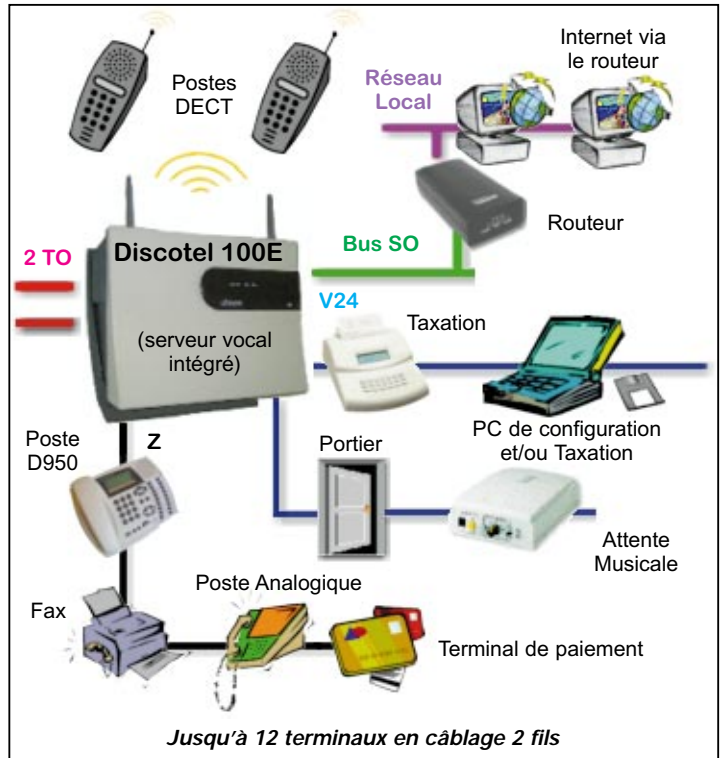 Postes
DECT
Internet via
le routeur
Réseau
Local
Routeur
2 TO
Discotel 100E
Bus SO
V24
Taxation
(serveur vocal
intégré)
Poste
D950
Z
Portier
PC de configuration
et/ou Taxation
Attente
Musicale
Fax
Poste Analogique
Terminal de paiement
Jusqu'à 12 terminaux en câblage 2 fils